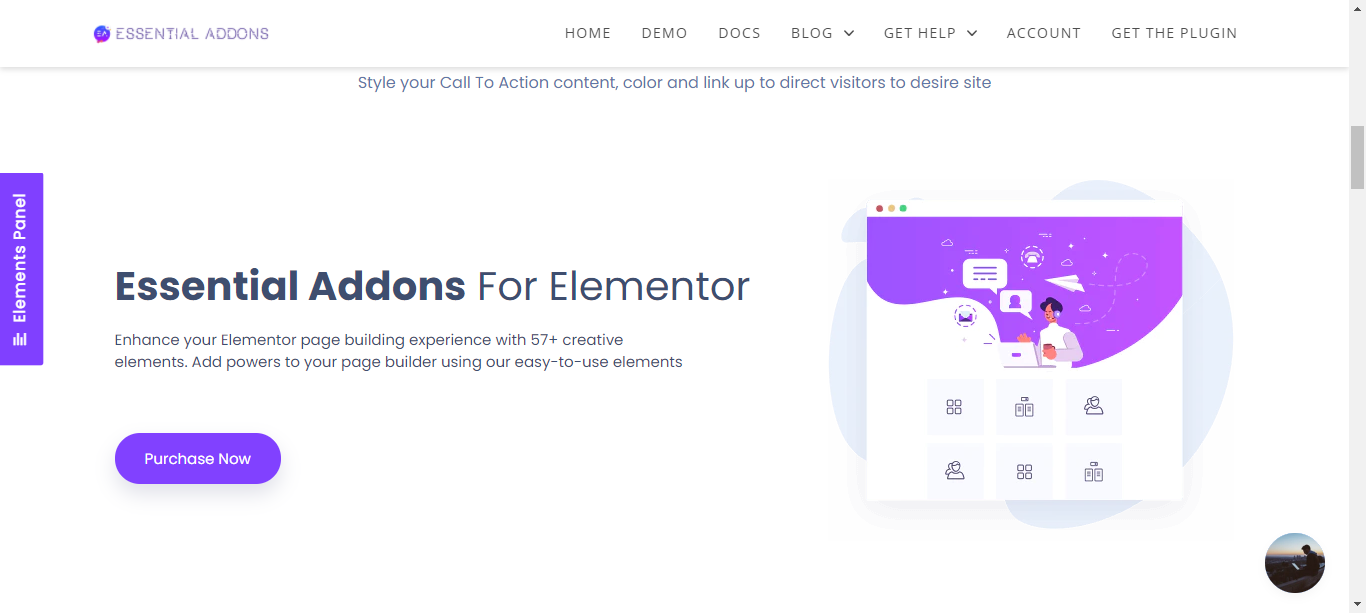 ESSENTIAL ADDONS
HOME DEMO DOCS BLOG GET HELP ACCOUNT GET THE PLUGIN
Style your Call To Action content, color and link up to direct visitors to desire site
Elements Panel
Essential Addons For Elementor
Enhance your Elementor page building experience with 57+ creative
elements. Add powers to your page builder using our easy-to-use elements
Purchase Now